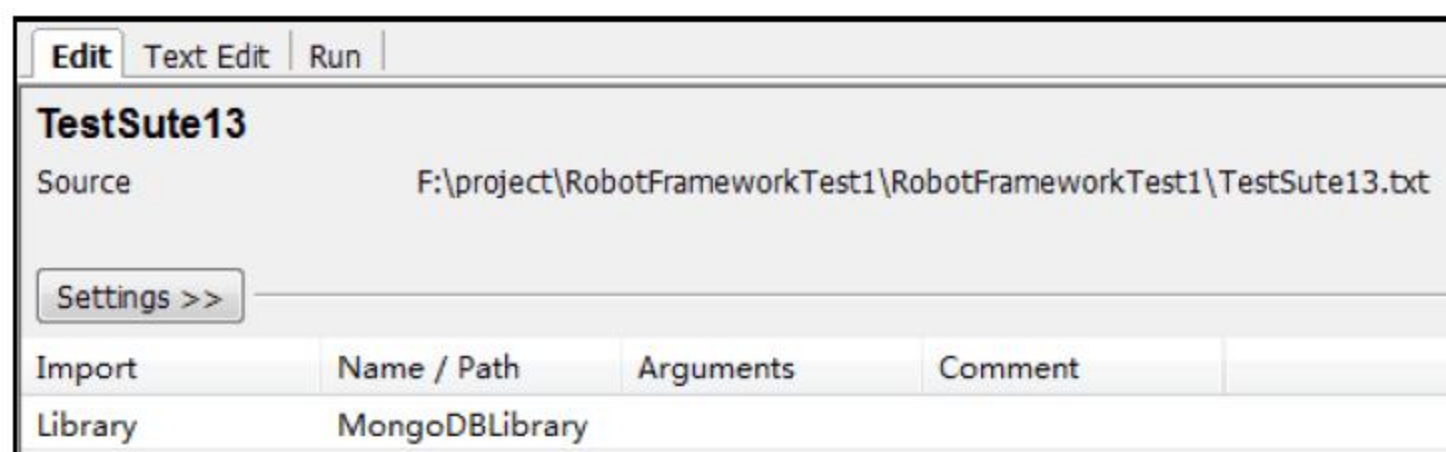 Edit Text Edit Run
TestSute13
Source F:\project\RobotFrameworkTest1\RobotFrameworkTest1\TestSute13.txt
Settings >>
Import Name / Path Arguments Comment
Library MongoDBLibrary